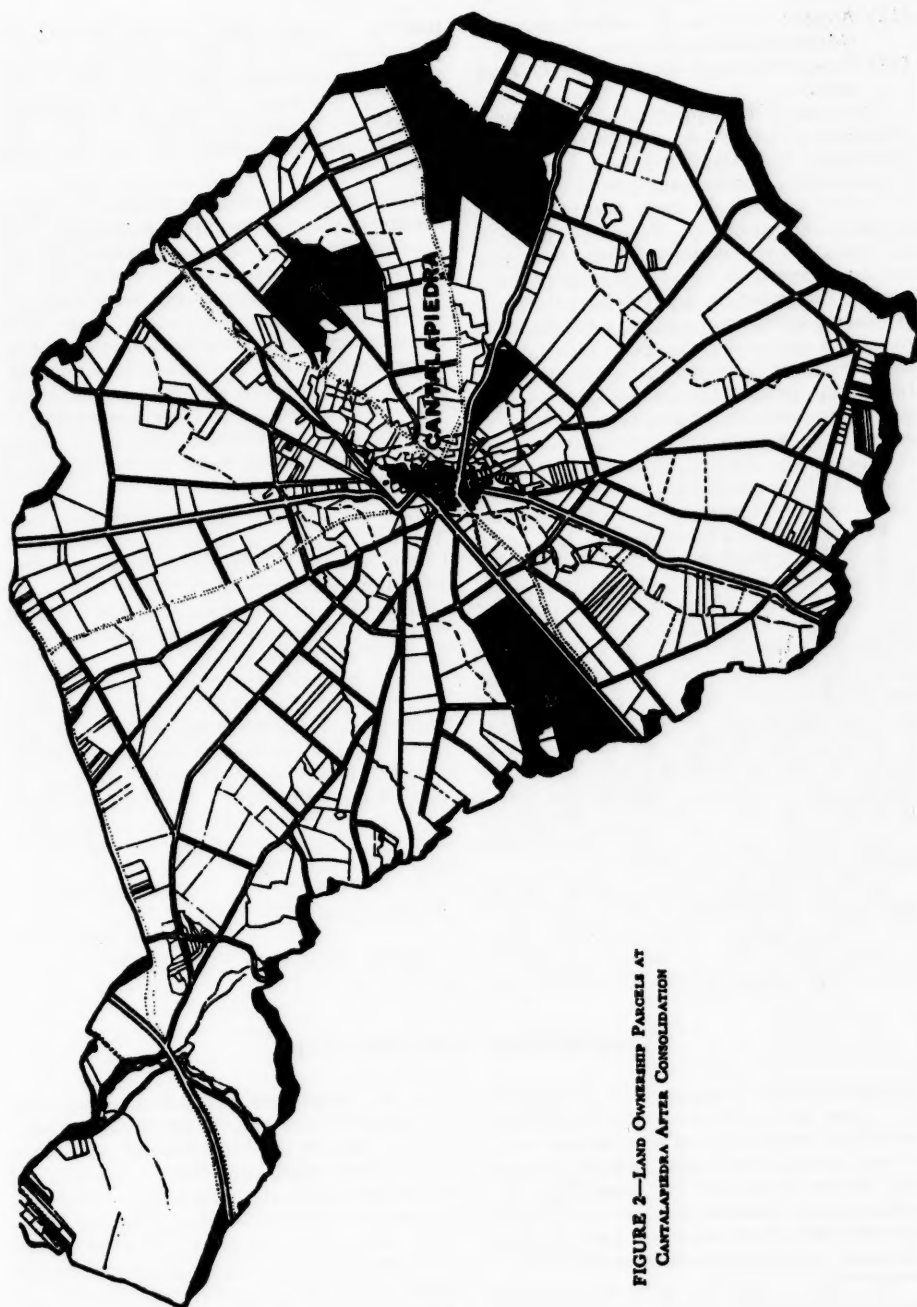 CANTALAPIEDRA
FIGURE 2—LAND OWNERSHIP PARCELS AT
CANTALAPIEDRA AFTER CONSOLIDATION